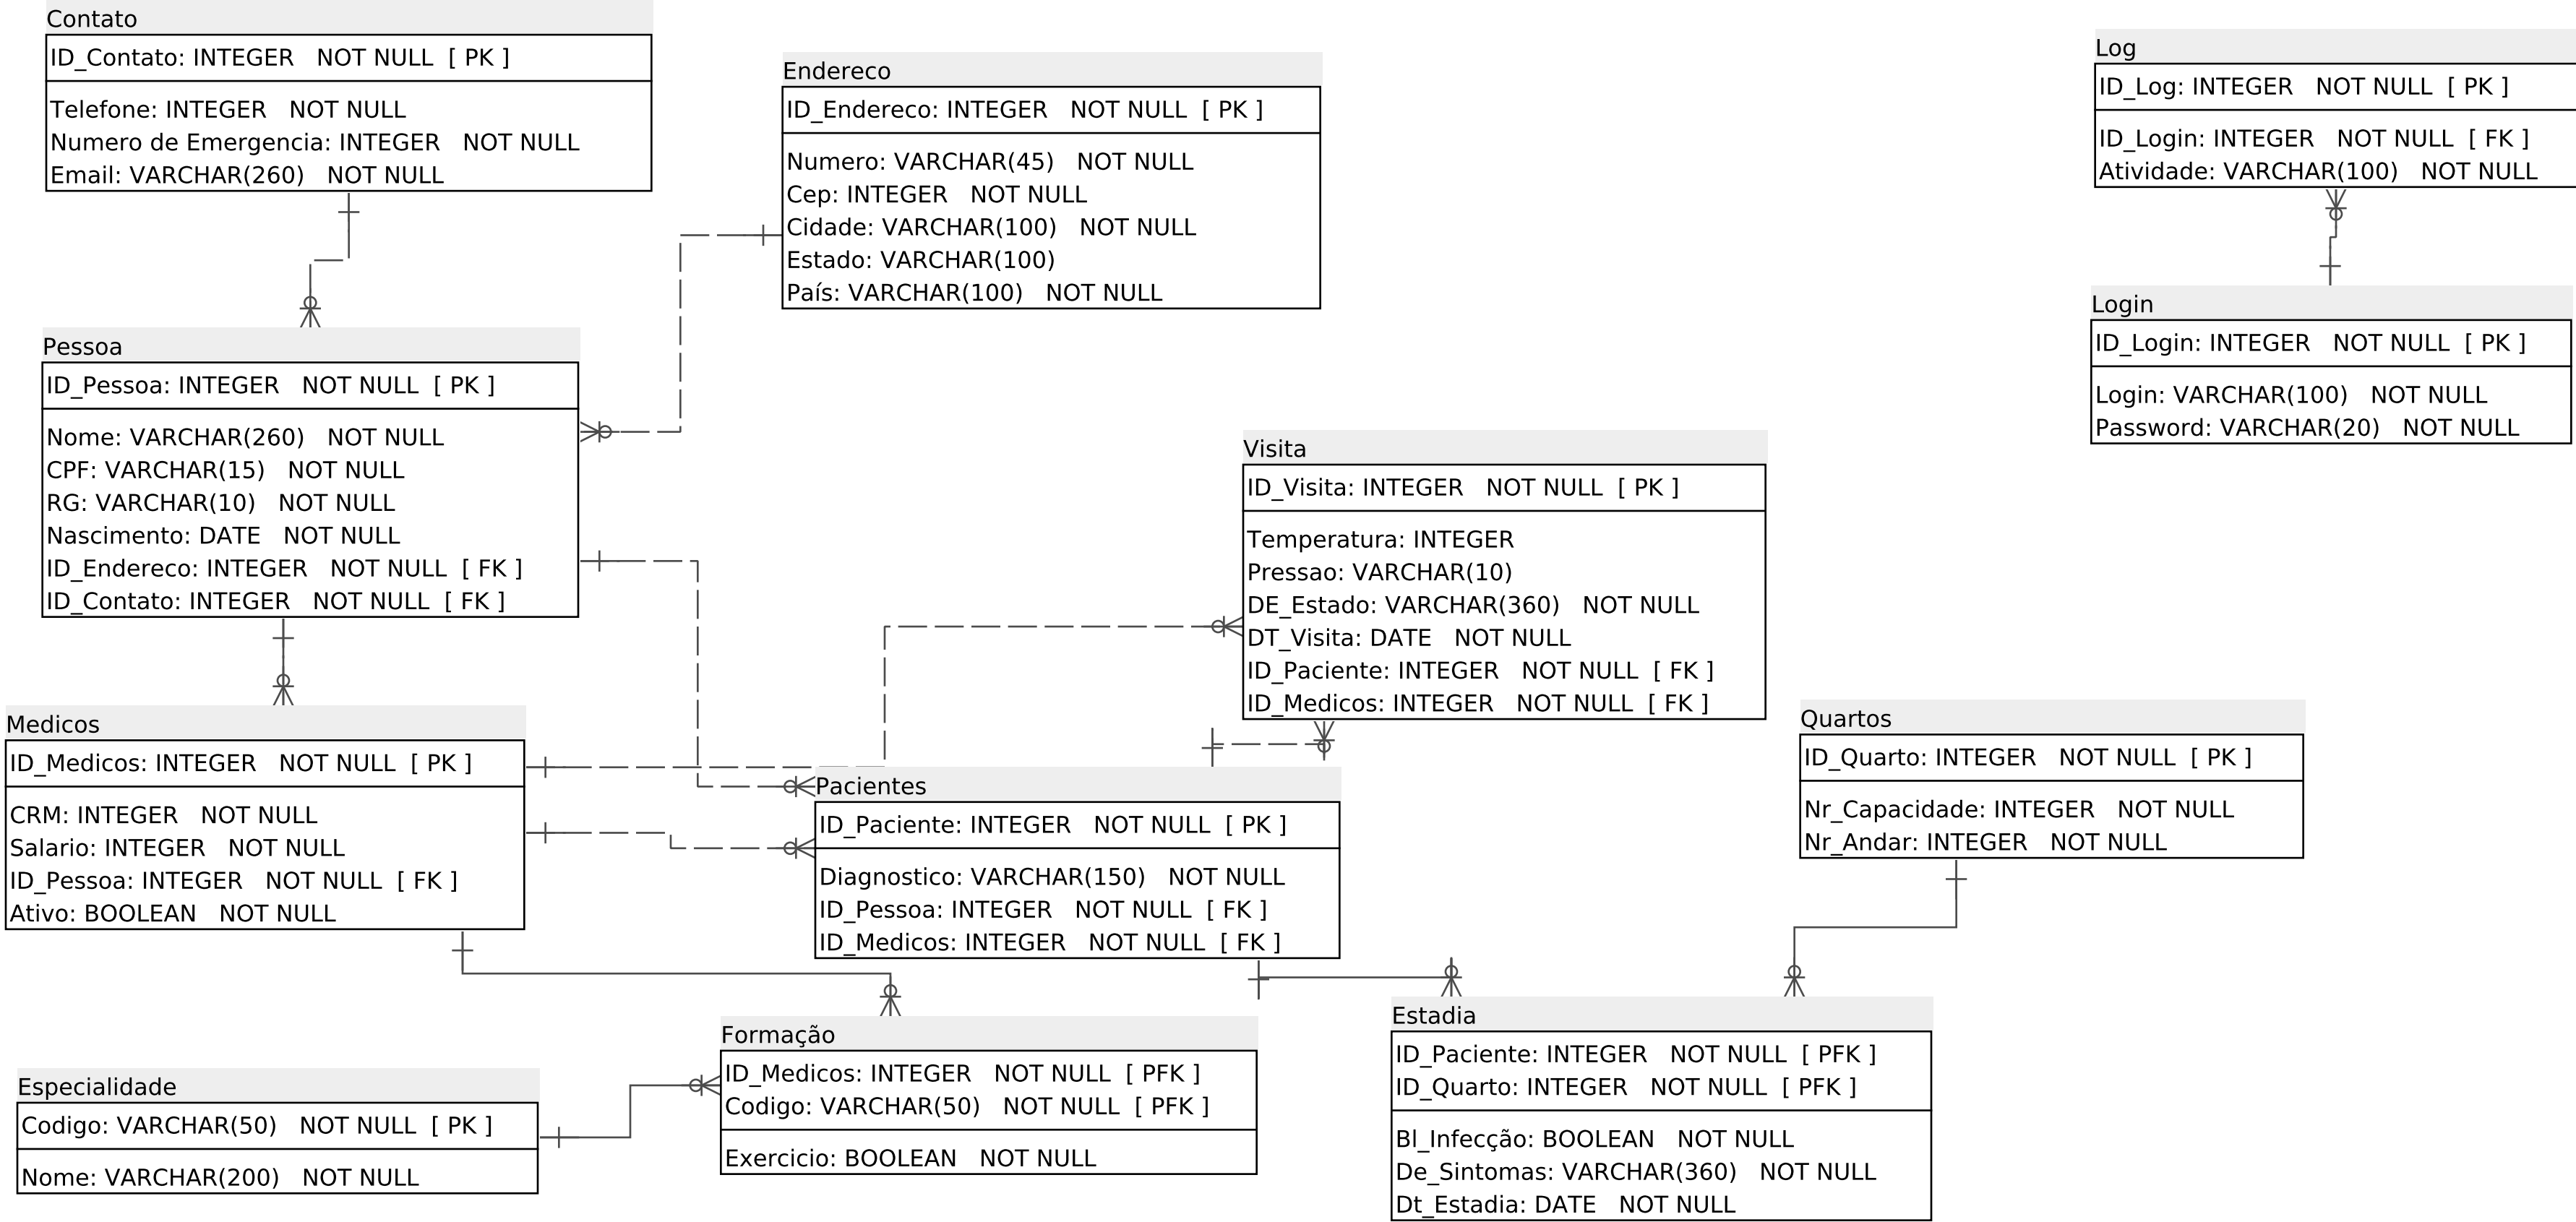 Contato
ID_Contato: INTEGER NOT NULL [ PK ]
Telefone: INTEGER NOT NULL
Numero de Emergencia: INTEGER NOT NULL
Email: VARCHAR(260) NOT NULL
Endereco
ID_Endereco: INTEGER NOT NULL [ PK ]
Numero: VARCHAR(45) NOT NULL
Cep: INTEGER NOT NULL
Cidade: VARCHAR(100) NOT NULL
Estado: VARCHAR(100)
País: VARCHAR(100) NOT NULL
Log
ID_Log: INTEGER NOT NULL [ PK ]
ID_Login: INTEGER NOT NULL [ FK ]
Atividade: VARCHAR(100) NOT NULL
Login
ID_Login: INTEGER NOT NULL [ PK ]
Login: VARCHAR(100) NOT NULL
Password: VARCHAR(20) NOT NULL
Pessoa
ID_Pessoa: INTEGER NOT NULL [ PK ]
Nome: VARCHAR(260) NOT NULL
CPF: VARCHAR(15) NOT NULL
RG: VARCHAR(10) NOT NULL
Nascimento: DATE NOT NULL
ID_Endereco: INTEGER NOT NULL [ FK ]
ID_Contato: INTEGER NOT NULL [ FK ]
Visita
ID_Visita: INTEGER NOT NULL [ PK ]
Temperatura: INTEGER
Pressao: VARCHAR(10)
DE_Estado: VARCHAR(360) NOT NULL
DT_Visita: DATE NOT NULL
ID_Paciente: INTEGER NOT NULL [ FK ]
ID_Medicos: INTEGER NOT NULL [ FK ]
Medicos
ID_Medicos: INTEGER NOT NULL [ PK ]
CRM: INTEGER NOT NULL
Salario: INTEGER NOT NULL
ID_Pessoa: INTEGER NOT NULL [ FK ]
Ativo: BOOLEAN NOT NULL
Pacientes
ID_Paciente: INTEGER NOT NULL [ PK ]
Diagnostico: VARCHAR(150) NOT NULL
ID_Pessoa: INTEGER NOT NULL [ FK ]
ID_Medicos: INTEGER NOT NULL [ FK ]
Quartos
ID_Quarto: INTEGER NOT NULL [ PK ]
Nr_Capacidade: INTEGER NOT NULL
Nr_Andar: INTEGER NOT NULL
Especialidade
Codigo: VARCHAR(50) NOT NULL [ PK ]
Nome: VARCHAR(200) NOT NULL
Formação
ID_Medicos: INTEGER NOT NULL [ PFK ]
Codigo: VARCHAR(50) NOT NULL [ PFK ]
Exercicio: BOOLEAN NOT NULL
Estadia
ID_Paciente: INTEGER NOT NULL [ PFK ]
ID_Quarto: INTEGER NOT NULL [ PFK ]
Bl_Infecção: BOOLEAN NOT NULL
De_Sintomas: VARCHAR(360) NOT NULL
Dt_Estadia: DATE NOT NULL